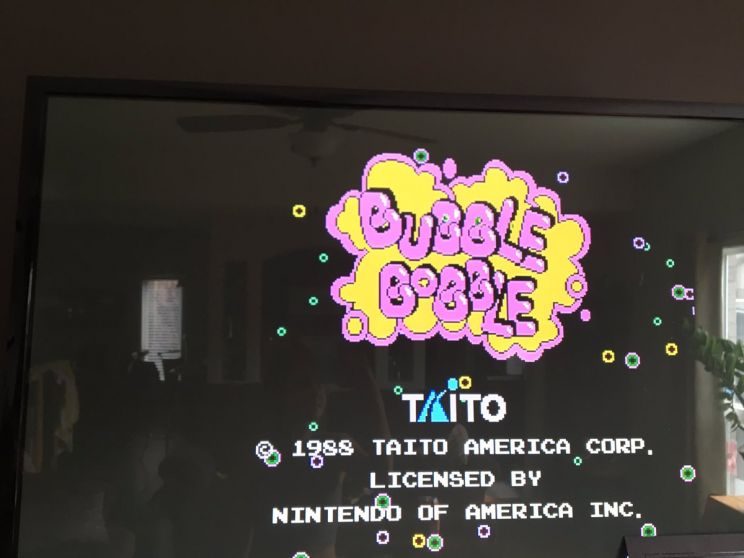 BUBBLE
BOBBLE
TAITO
© 1988 TAITO AMERICA CORP.
LICENSED BY
NINTENDO OF AMERICA INC.